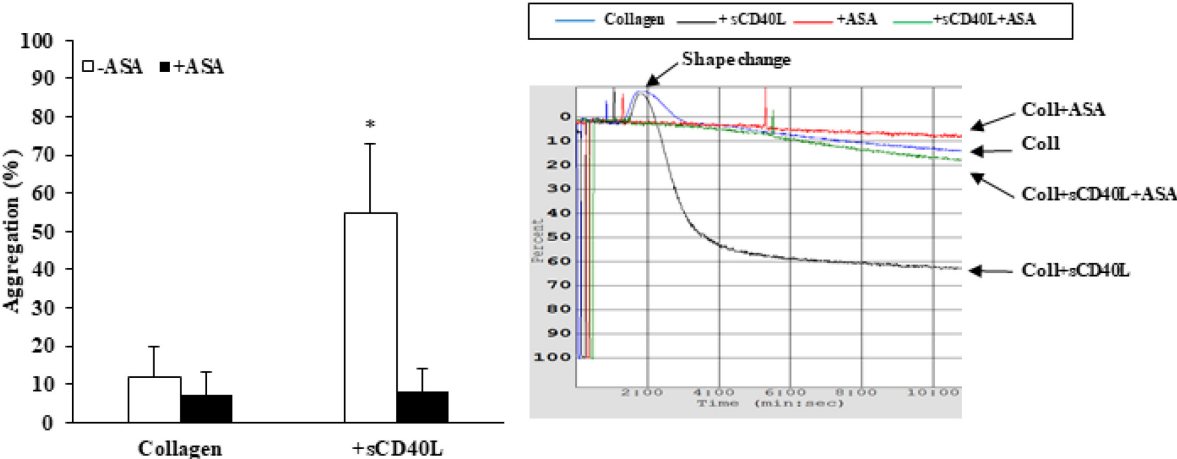 Collagen + sCD40L +ASA +sCD40L+ASA
100
90
80
70
60
50
40
30
20
10
0
Aggregation (%)
-ASA +ASA
*
Collagen +sCD40L
Shape change
0
10
20
30
40
50
60
70
80
90
100
Percent
2:00 4:00 6:00 8:00 10:00
Time (min:sec)
Coll+ASA
Coll
Coll+sCD40L+ASA
Coll+sCD40L